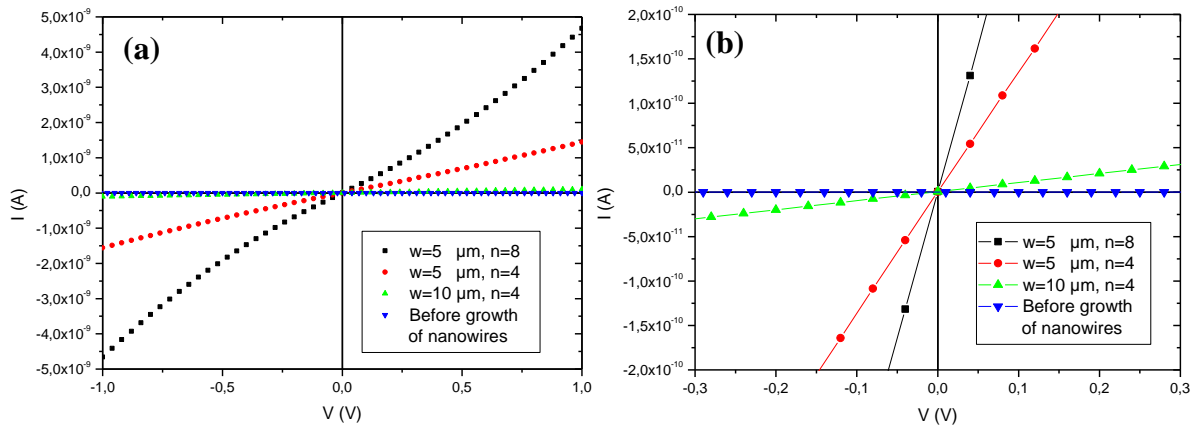 (a)
I (A)
5,0x10⁻⁹
4,0x10⁻⁹
3,0x10⁻⁹
2,0x10⁻⁹
1,0x10⁻⁹
0,0
-1,0x10⁻⁹
-2,0x10⁻⁹
-3,0x10⁻⁹
-4,0x10⁻⁹
-5,0x10⁻⁹
w=5 µm, n=8
w=5 µm, n=4
w=10 µm, n=4
Before growth
of nanowires
-1,0 -0,5 0,0 0,5 1,0
V (V)
(b)
I (A)
2,0x10⁻¹⁰
1,5x10⁻¹⁰
1,0x10⁻¹⁰
5,0x10⁻¹¹
0,0
-5,0x10⁻¹¹
-1,0x10⁻¹⁰
-1,5x10⁻¹⁰
-2,0x10⁻¹⁰
w=5 µm, n=8
w=5 µm, n=4
w=10 µm, n=4
Before growth
of nanowires
-0,3 -0,2 -0,1 0,0 0,1 0,2 0,3
V (V)